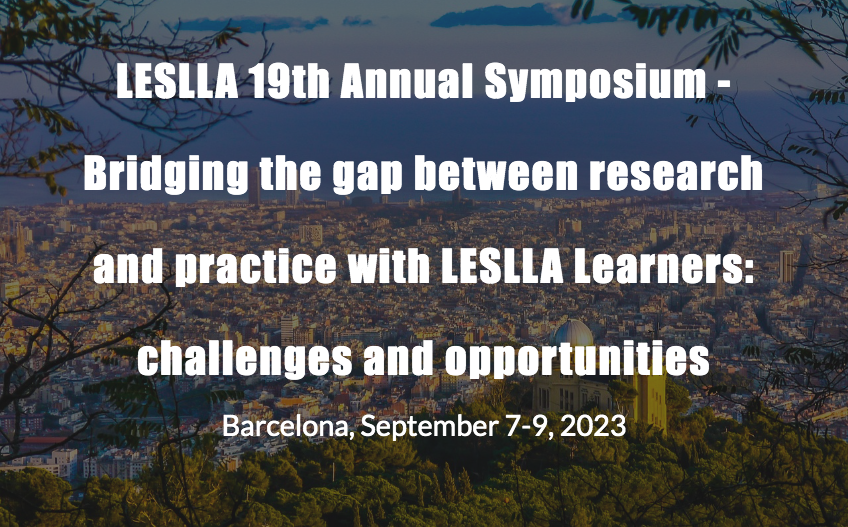 LESLLA 19th Annual Symposium -
Bridging the gap between research
and practice with LESLLA Learners:
challenges and opportunities
Barcelona, September 7-9, 2023